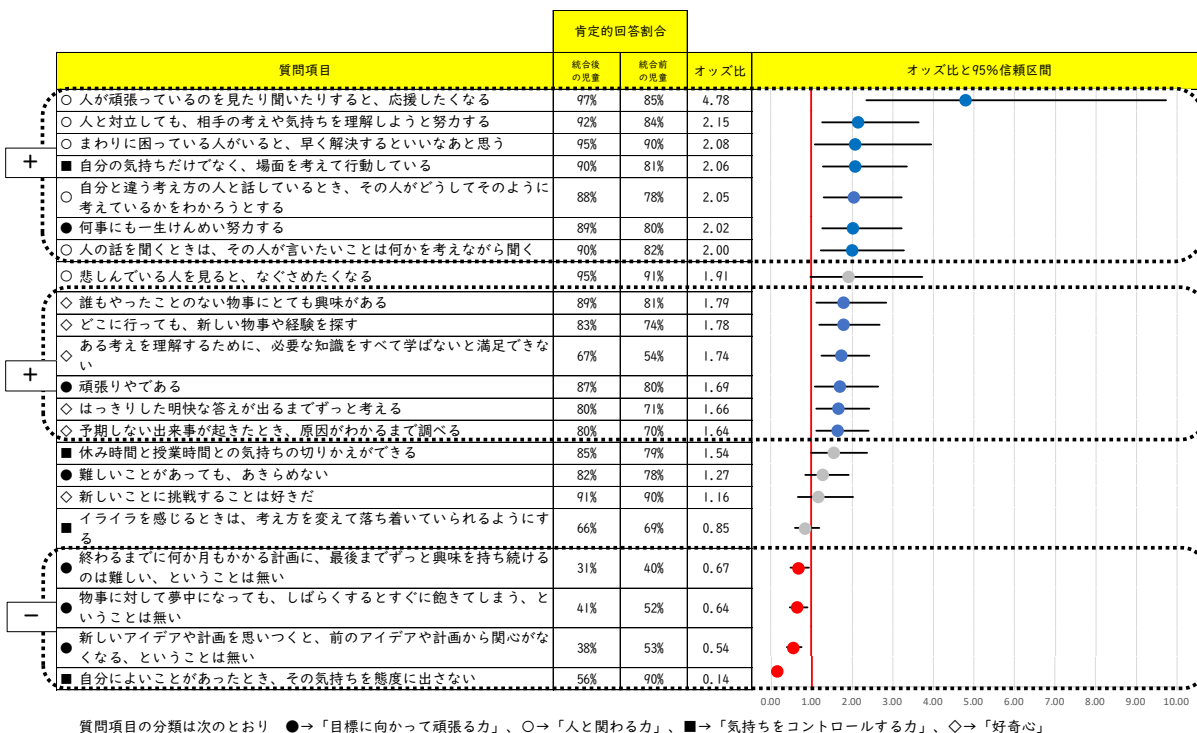 肯定的回答割合
質問項目 統合後の児童 統合前の児童 オッズ比 オッズ比と95%信頼区間
○ 人が頑張っているのを見たり聞いたりすると、応援したくなる 97% 85% 4.78
○ 人と対立しても、相手の考えや気持ちを理解しようと努力する 92% 84% 2.15
○ まわりに困っている人がいると、早く解決するといいなあと思う 95% 90% 2.08
+
■ 自分の気持ちだけでなく、場面を考えて行動している 90% 81% 2.06
○ 自分と違う考え方の人と話しているとき、その人がどうしてそのように
考えているかをわかろうとする 88% 78% 2.05
● 何事にも一生けんめい努力する 89% 80% 2.02
○ 人の話を聞くときは、その人が言いたいことは何かを考えながら聞く 90% 82% 2.00
○ 悲しんでいる人を見ると、なぐさめたくなる 95% 91% 1.91
◇ 誰もやったことのない物事にとても興味がある 89% 81% 1.79
◇ どこに行っても、新しい物事や経験を探す 83% 74% 1.78
◇ ある考えを理解するために、必要な知識をすべて学ばないと満足できな
い 67% 54% 1.74
+
● 頑張りやである 87% 80% 1.69
◇ はっきりした明快な答えが出るまでずっと考える 80% 71% 1.66
◇ 予期しない出来事が起きたとき、原因がわかるまで調べる 80% 70% 1.64
■ 休み時間と授業時間との気持ちの切りかえができる 85% 79% 1.54
● 難しいことがあっても、あきらめない 82% 78% 1.27
◇ 新しいことに挑戦することは好きだ 91% 90% 1.16
■ イライラを感じるときは、考え方を変えて落ち着いていられるようにす
る 66% 69% 0.85
● 終わるまでに何か月もかかる計画に、最後までずっと興味を持ち続ける
のは難しい、ということは無い 31% 40% 0.67
−
● 物事に対して夢中になっても、しばらくするとすぐに飽きてしまう、と
いうことは無い 41% 52% 0.64
● 新しいアイデアや計画を思いつくと、前のアイデアや計画から関心がな
くなる、ということは無い 38% 53% 0.54
■ 自分によいことがあったとき、その気持ちを態度に出さない 56% 90% 0.14
0.00 1.00 2.00 3.00 4.00 5.00 6.00 7.00 8.00 9.00 10.00
質問項目の分類は次のとおり ●→「目標に向かって頑張る力」、○→「人と関わる力」、■→「気持ちをコントロールする力」、◇→「好奇心」